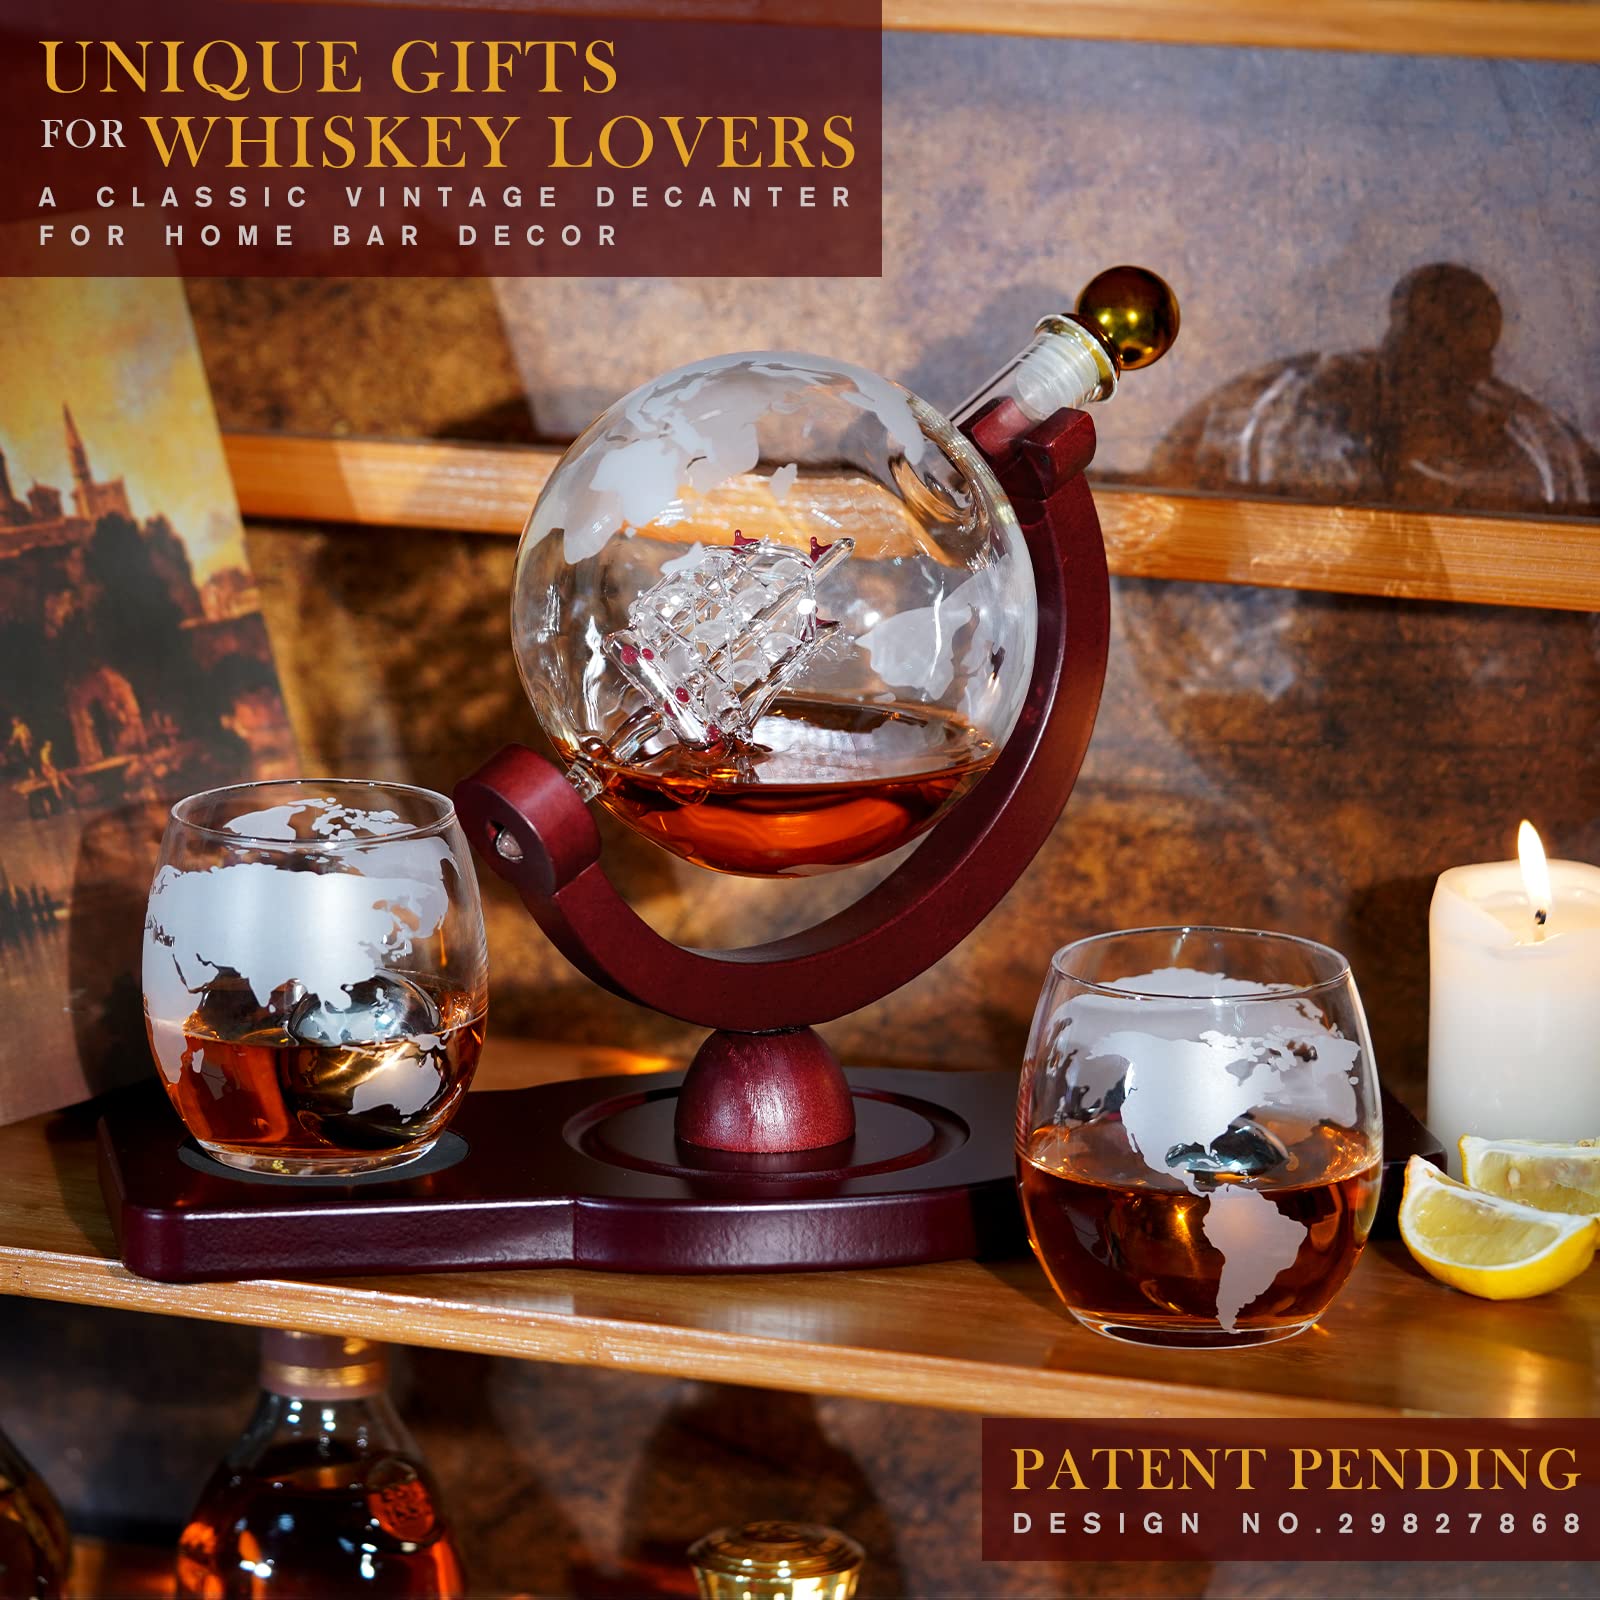 UNIQUE GIFTS
FOR WHISKEY LOVERS
A CLASSIC VINTAGE DECANTER
FOR HOME BAR DECOR
PATENT PENDING
DESIGN NO.29827868